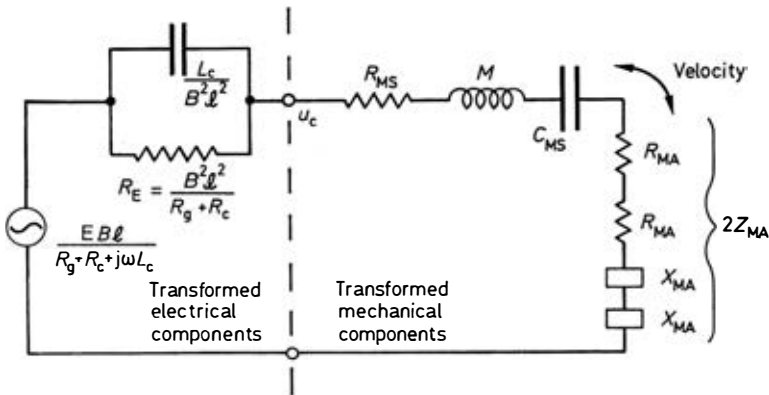 L_c
B²ℓ²
R_E = B²ℓ²
R_g + R_c
E Bℓ
R_g + R_c + jωL_c
u_c
R_MS
M
C_MS
Velocity
R_MA
R_MA
X_MA
X_MA
2Z_MA
Transformed
electrical
components
Transformed
mechanical
components